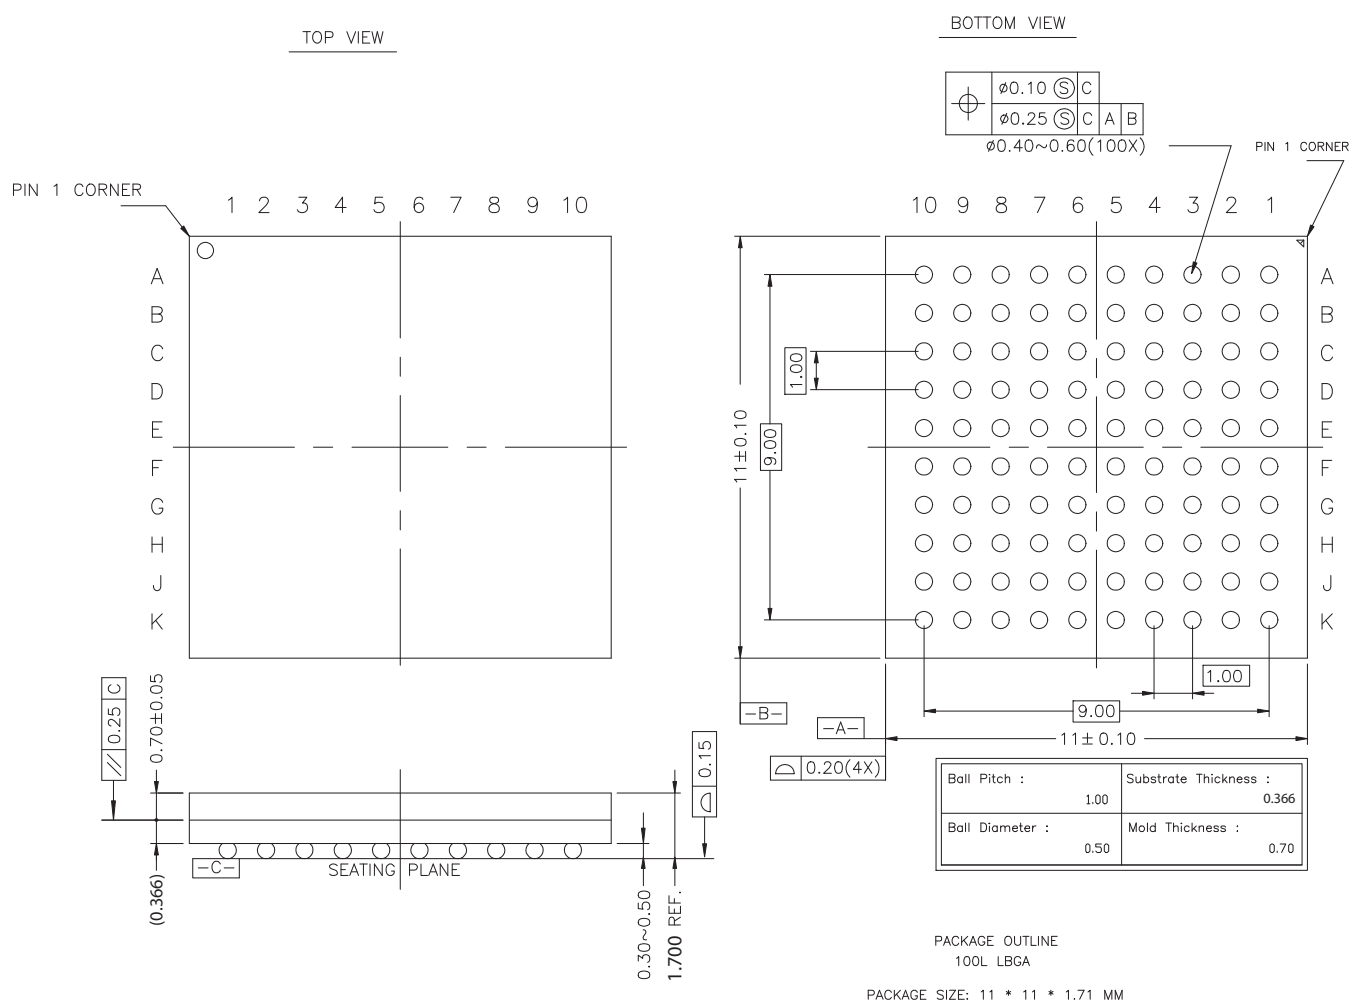 TOP VIEW
BOTTOM VIEW
ø0.10 Ⓢ C
ø0.25 Ⓢ C A B
ø0.40~0.60(100X)
PIN 1 CORNER
PIN 1 CORNER
1 2 3 4 5 6 7 8 9 10
10 9 8 7 6 5 4 3 2 1
A
B
C
D
E
F
G
H
J
K
A
B
C
D
E
F
G
H
J
K
1.00
9.00
11±0.10
1.00
9.00
11±0.10
-B-
-A-
0.20(4X)
// 0.25 C
0.70±0.05
(0.366)
-C-
SEATING PLANE
0.15
0.30~0.50
1.700 REF.
Ball Pitch :
1.00
Substrate Thickness :
0.366
Ball Diameter :
0.50
Mold Thickness :
0.70
PACKAGE OUTLINE
100L LBGA
PACKAGE SIZE: 11 * 11 * 1.71 MM